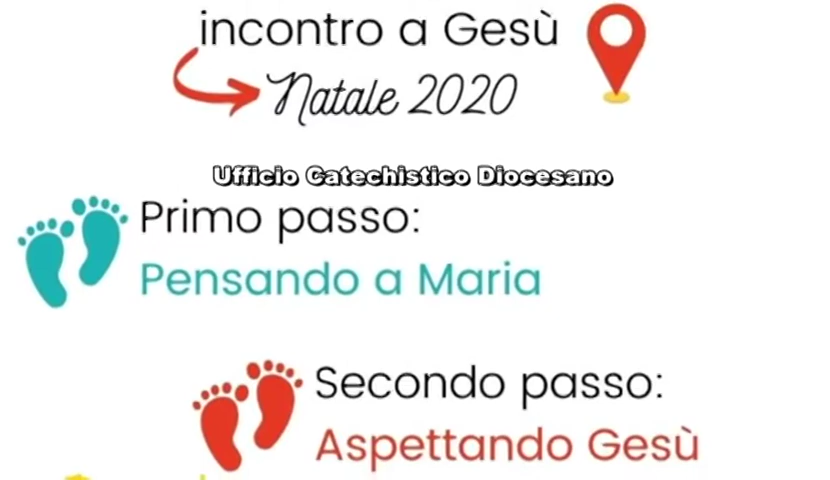 incontro a Gesù
Natale 2020
Ufficio Catechistico Diocesano
Primo passo:
Pensando a Maria
Secondo passo:
Aspettando Gesù